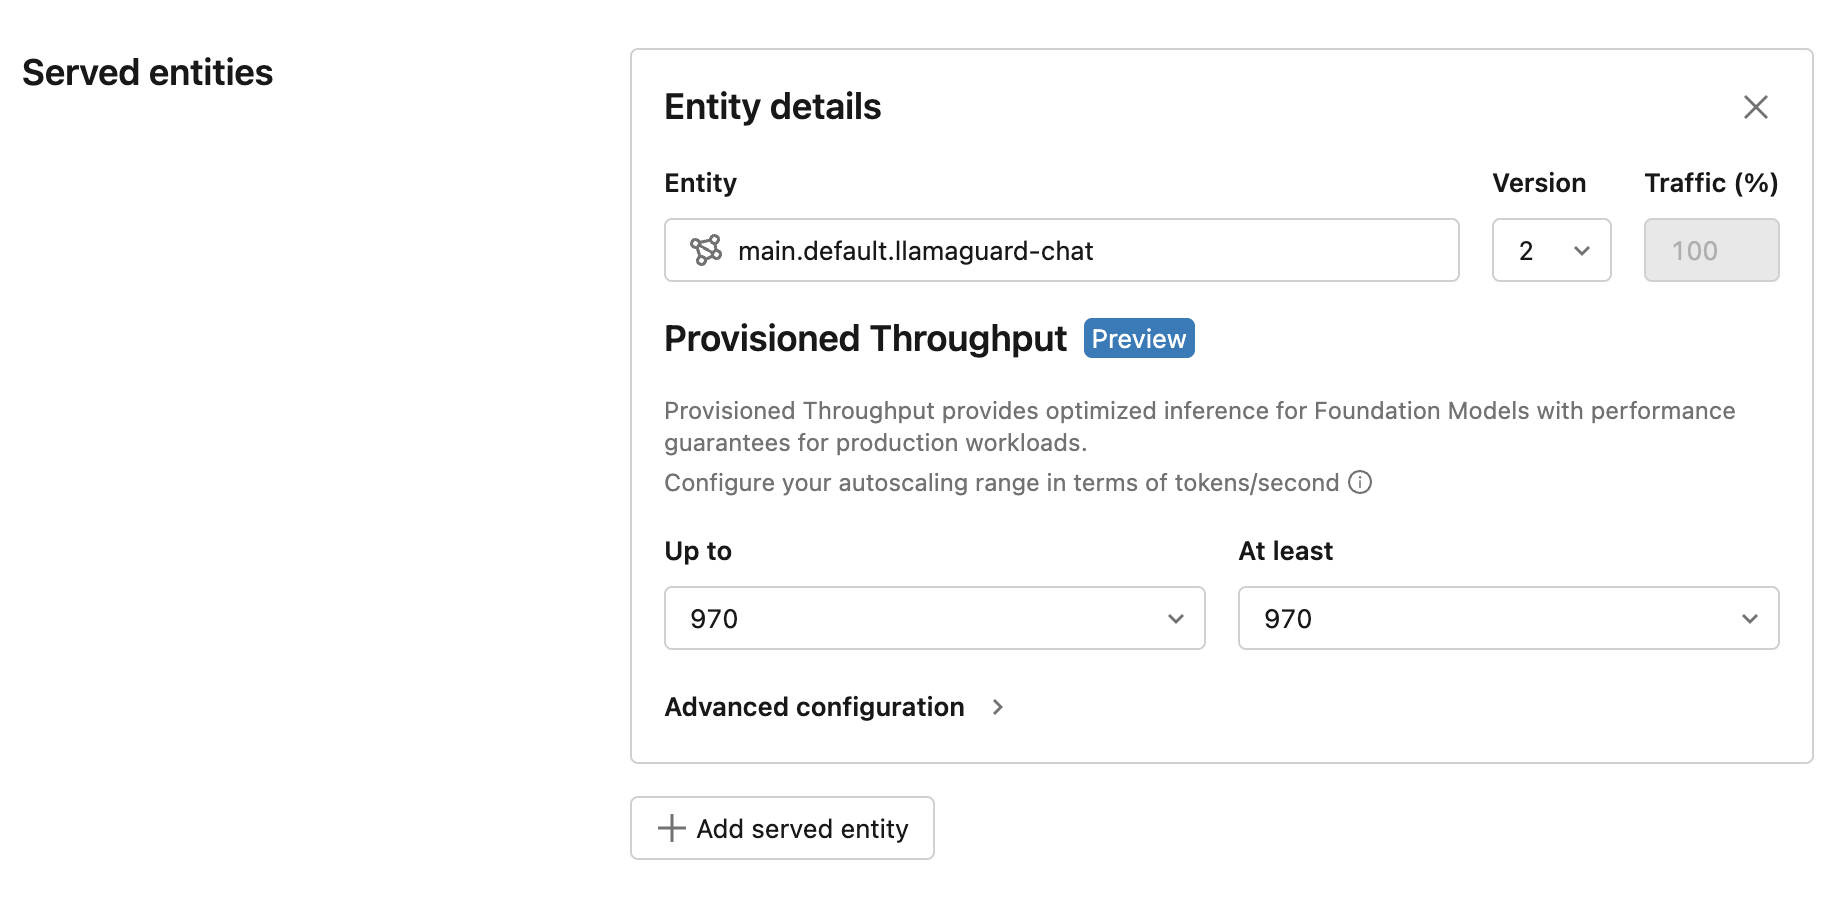 Served entities
Entity details
Entity
Version
Traffic (%)
main.default.llamaguard-chat
2
100
Provisioned Throughput Preview
Provisioned Throughput provides optimized inference for Foundation Models with performance
guarantees for production workloads.
Configure your autoscaling range in terms of tokens/second
Up to
At least
970
970
Advanced configuration
Add served entity